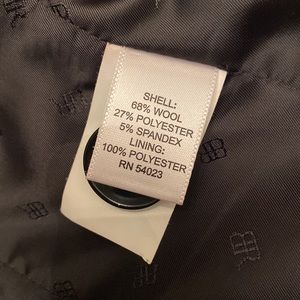 SHELL:
68% WOOL
27% POLYESTER
5% SPANDEX
LINING:
100% POLYESTER
RN 54023